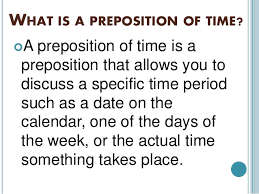 WHAT IS A PREPOSITION OF TIME?
A preposition of time is a
preposition that allows you to
discuss a specific time period
such as a date on the
calendar, one of the days of
the week, or the actual time
something takes place.